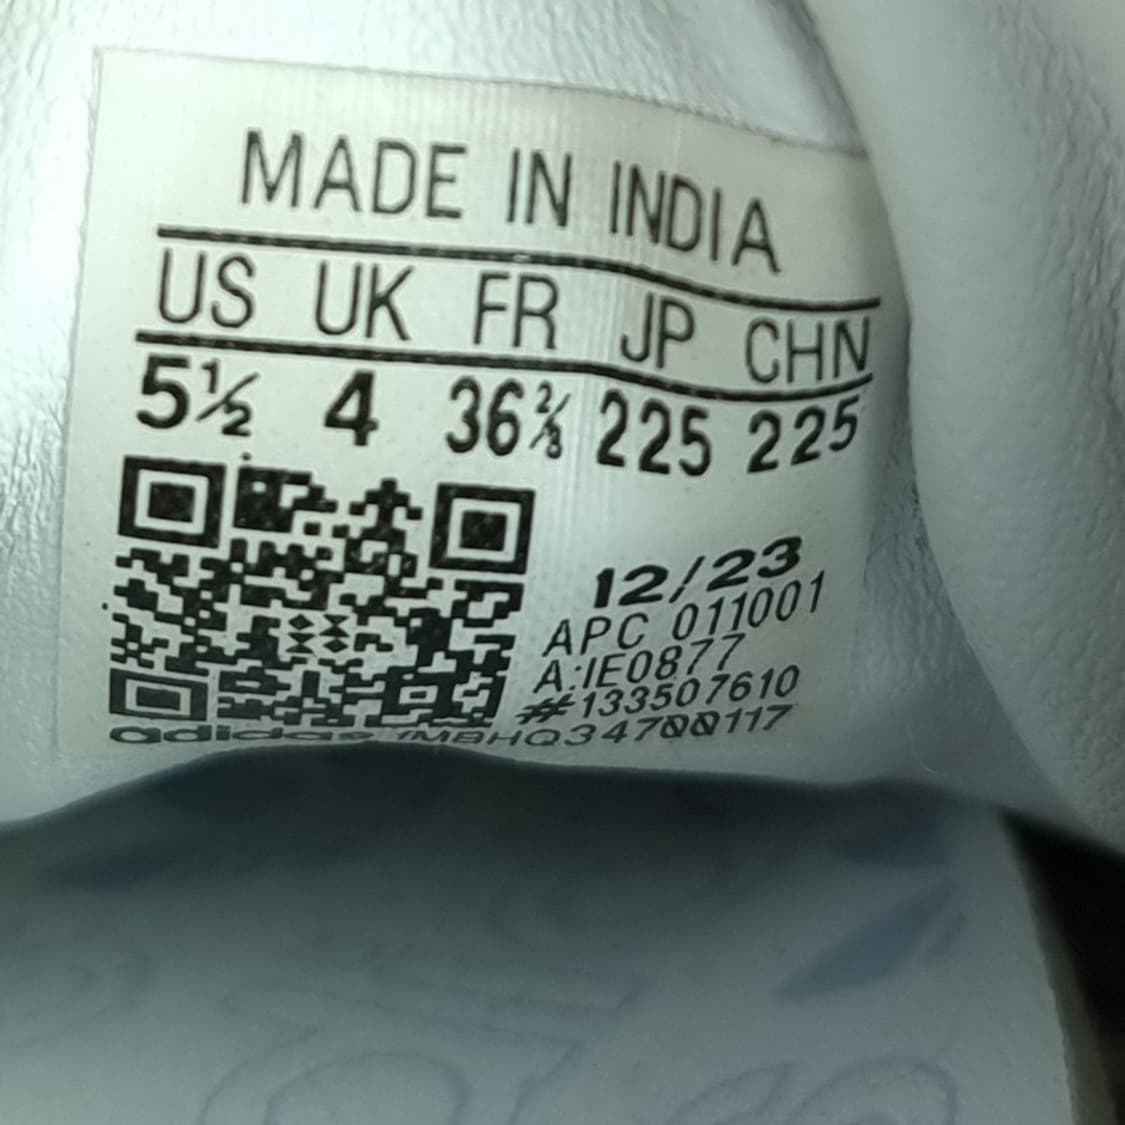 MADE IN INDIA
US UK FR JP CHN
5½ 4 36⅔ 225 225
12/23
APC 011001
A:IE0877
#133507610
adidas